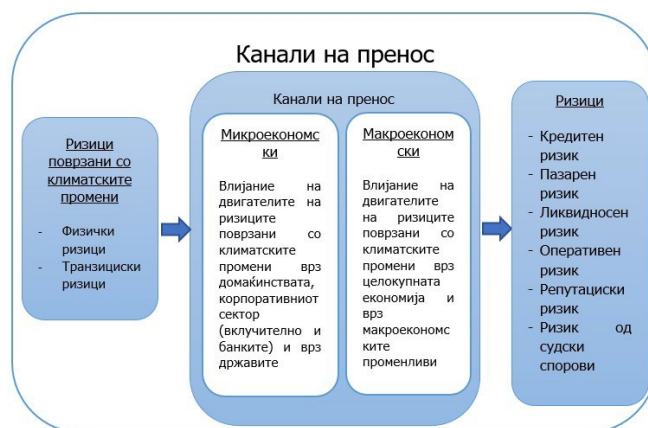 Канали на пренос
Ризици
поврзани со
климатските
промени
- Физички
ризици
- Транзициски
ризици
Канали на пренос
Микроекономс
ки
Влијание на
двигателите на
ризиците
поврзани со
климатските
промени врз
домаќинствата,
корпоративниот
сектор
(вклучително и
банките) и врз
државите
Макроеконом
ски
Влијание на
двигателите
на ризиците
поврзани со
климатските
промени врз
целокупната
економија и
врз
макроекономс
ките
променливи
Ризици
- Кредитен
ризик
- Пазарен
ризик
- Ликвидносен
ризик
- Оперативен
ризик
- Репутациски
ризик
- Ризик од
судски
спорови